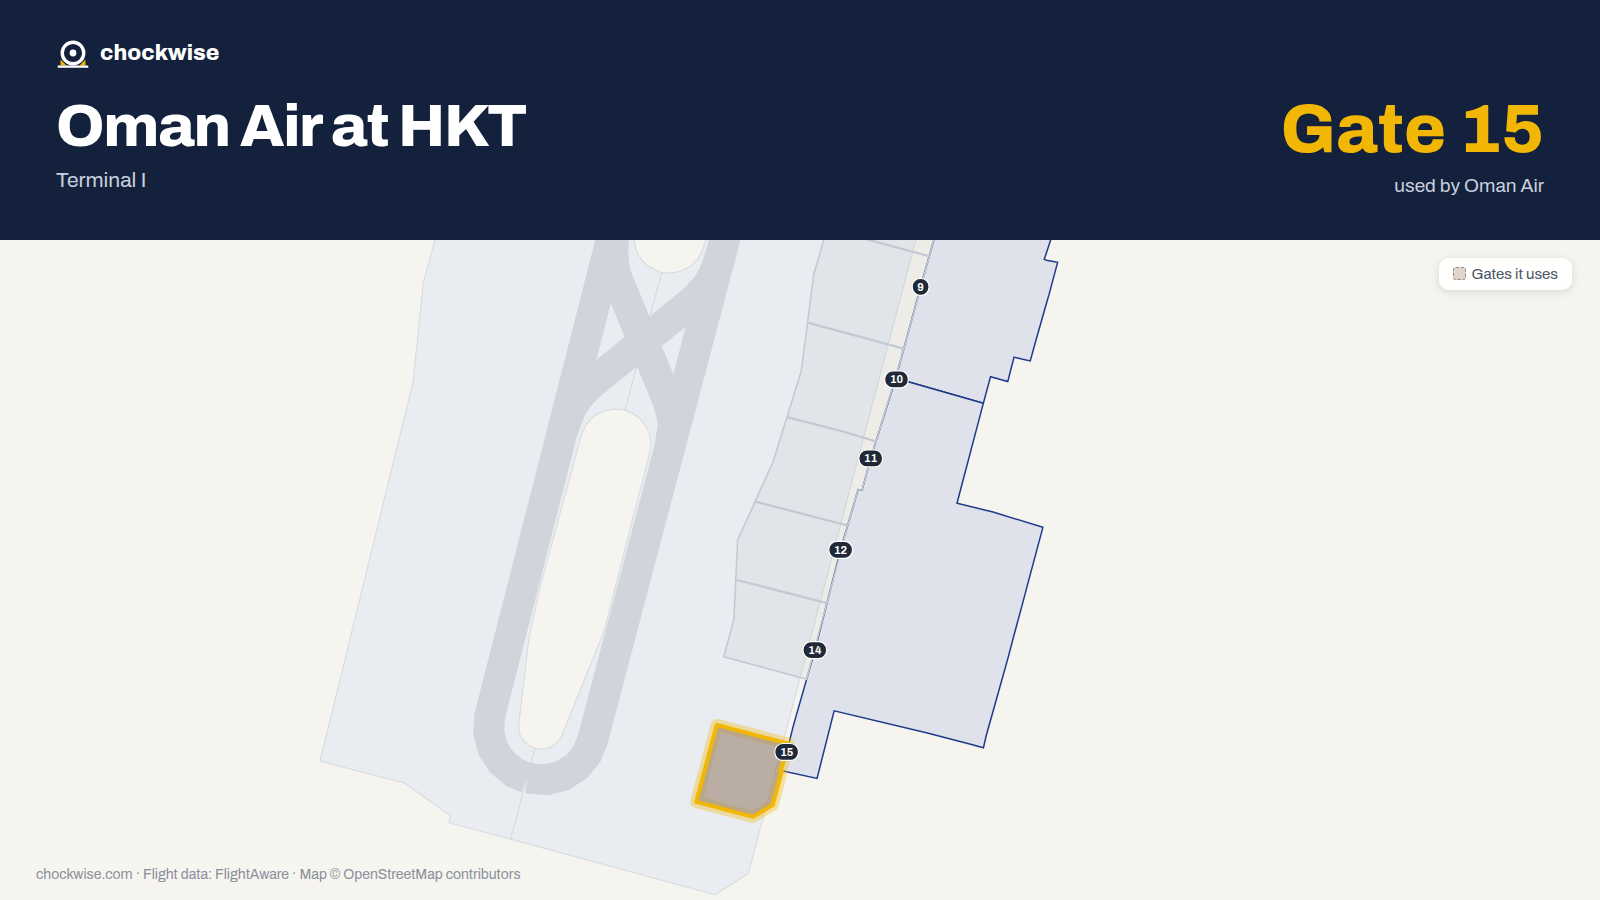 chockwise
Oman Air at HKT
Terminal I
Gate 15
used by Oman Air
Gates it uses
9
10
11
12
14
15
chockwise.com · Flight data: FlightAware · Map © OpenStreetMap contributors